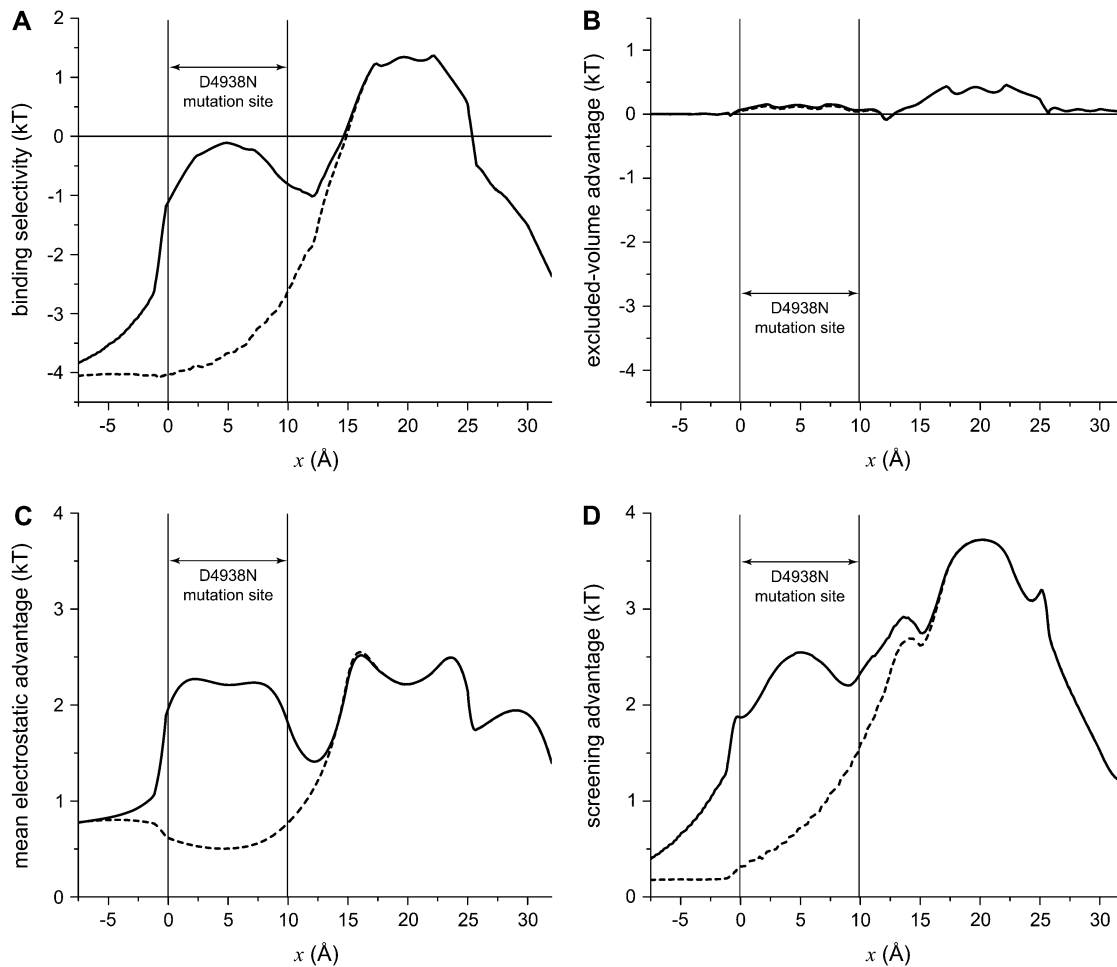 A
binding selectivity (kT)
2
1
0
-1
-2
-3
-4
D4938N
mutation site
-5 0 5 10 15 20 25 30
x (Å)
B
excluded-volume advantage (kT)
1
0
-1
-2
-3
-4
D4938N
mutation site
-5 0 5 10 15 20 25 30
x (Å)
C
mean electrostatic advantage (kT)
4
3
2
1
0
D4938N
mutation site
-5 0 5 10 15 20 25 30
x (Å)
D
screening advantage (kT)
4
3
2
1
0
D4938N
mutation site
-5 0 5 10 15 20 25 30
x (Å)